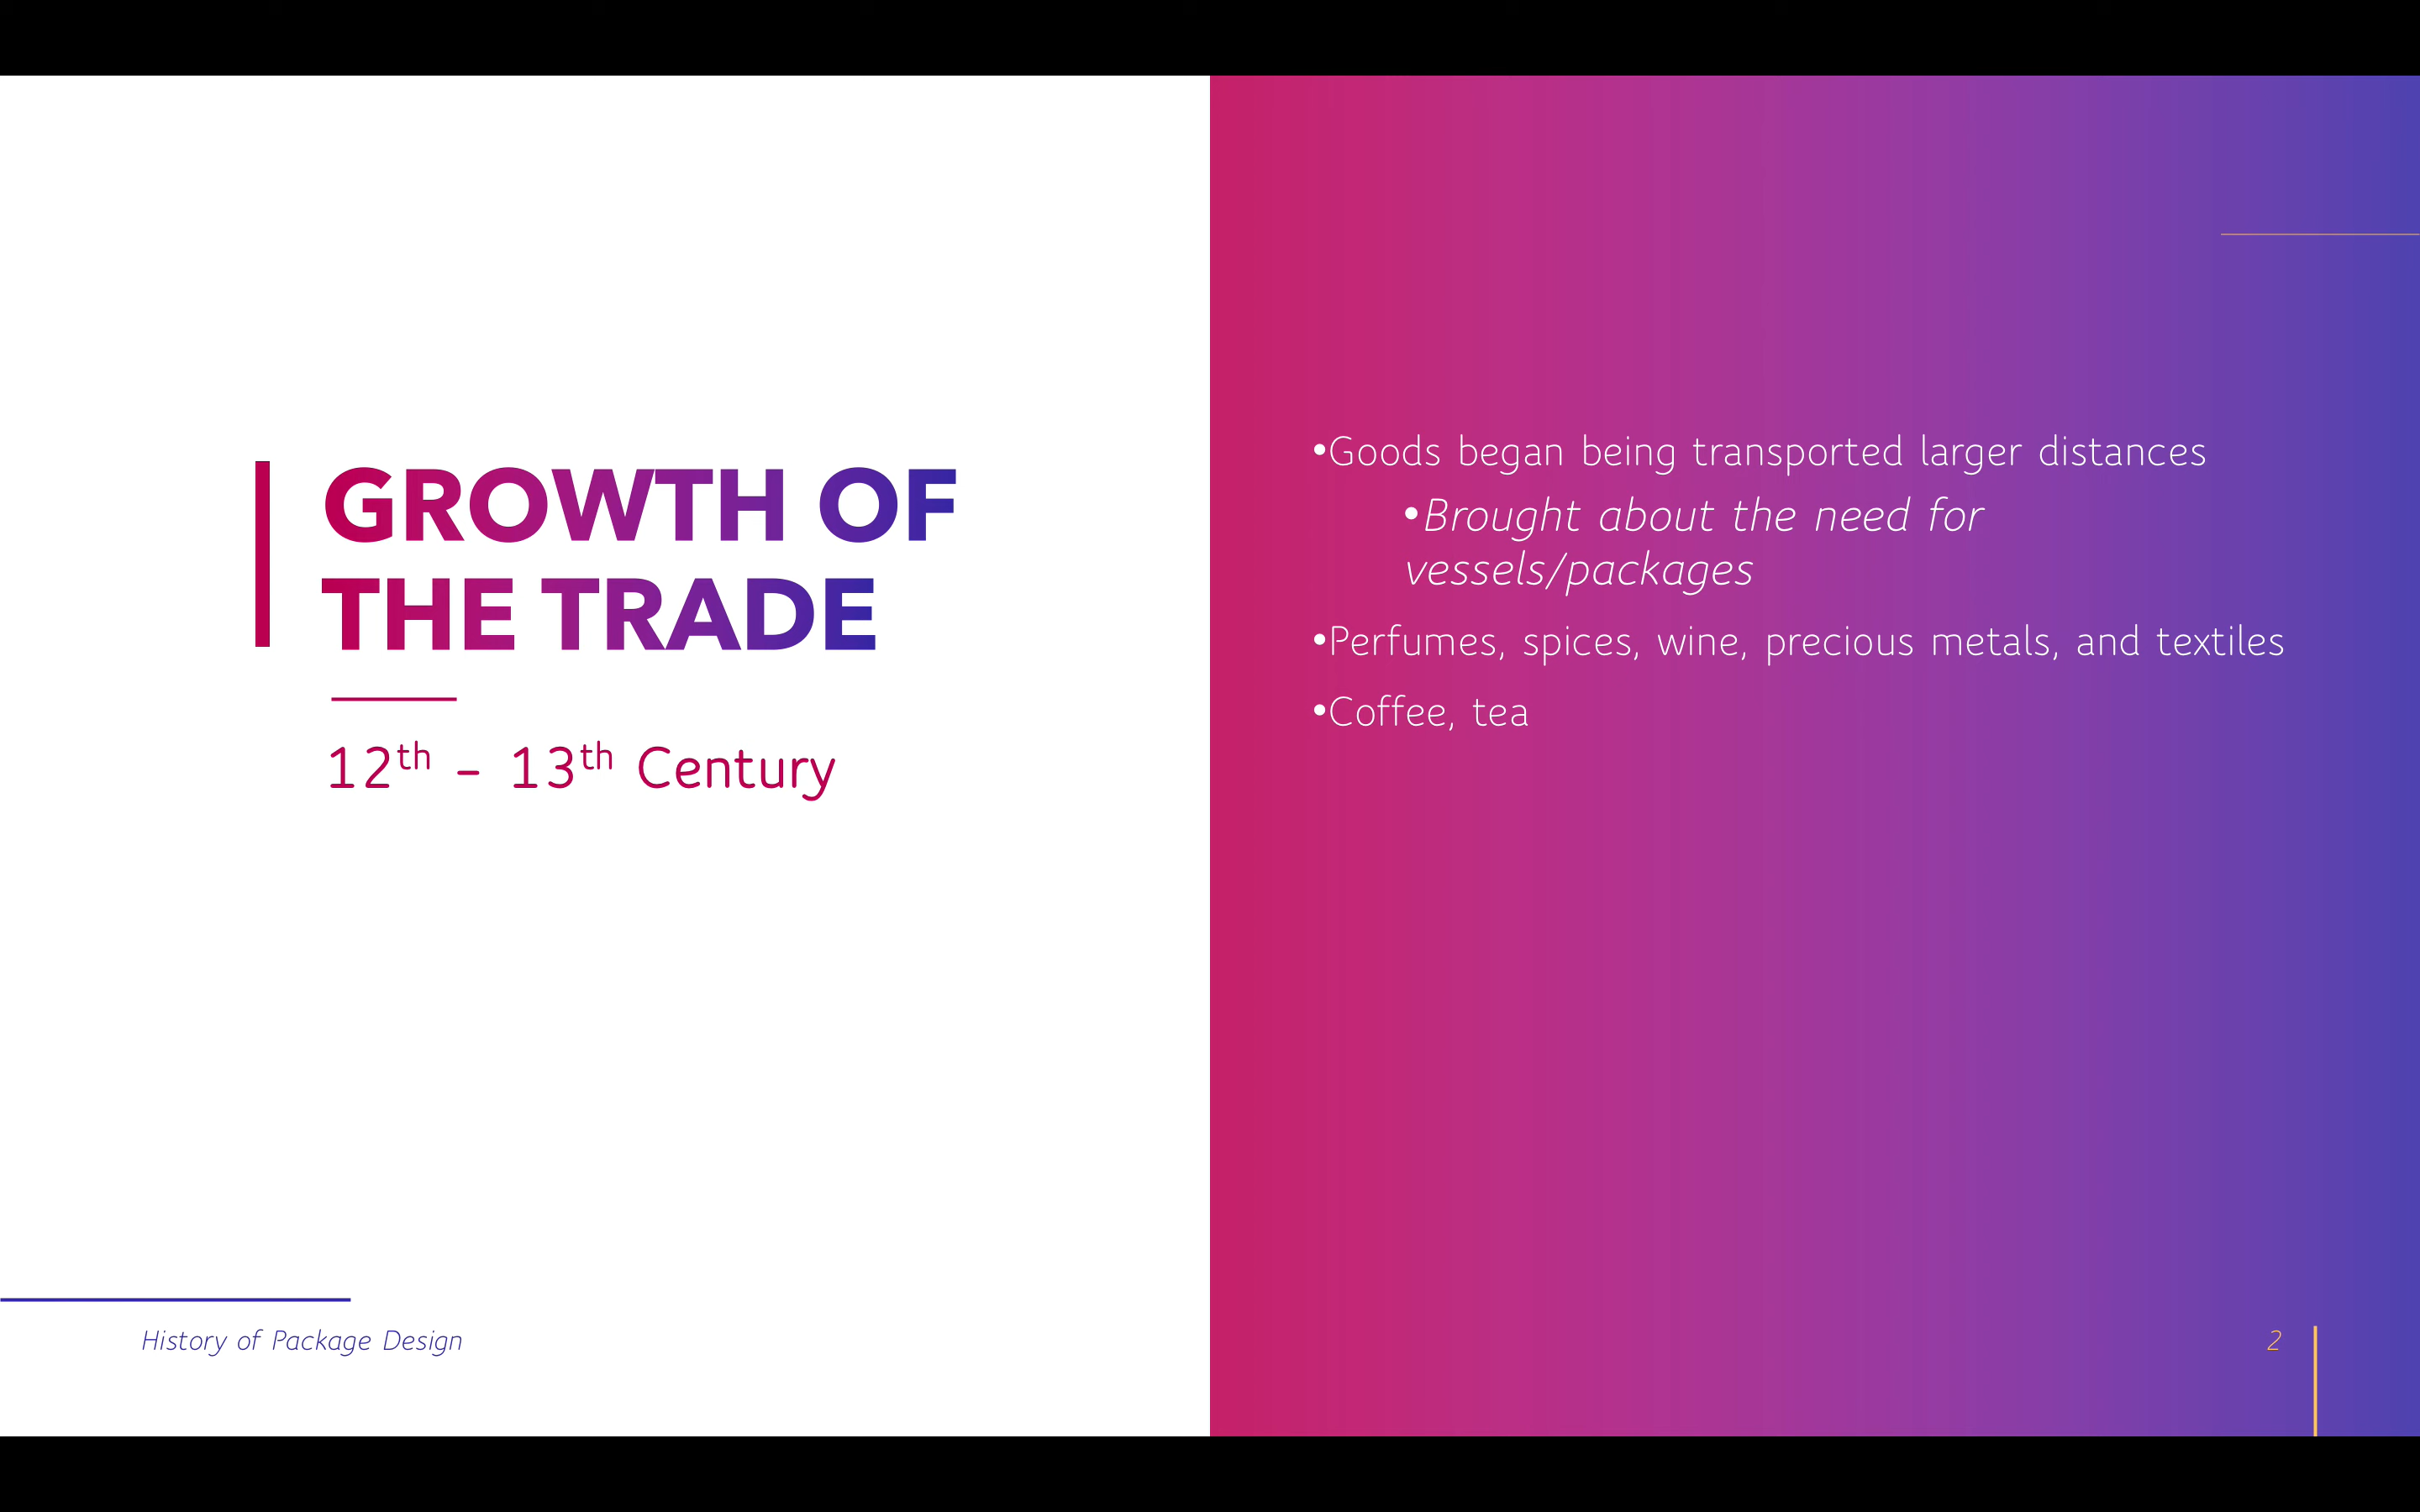 GROWTH OF
THE TRADE
12th – 13th Century
•Goods began being transported larger distances
•Brought about the need for
vessels/packages
•Perfumes, spices, wine, precious metals, and textiles
•Coffee, tea
History of Package Design
2